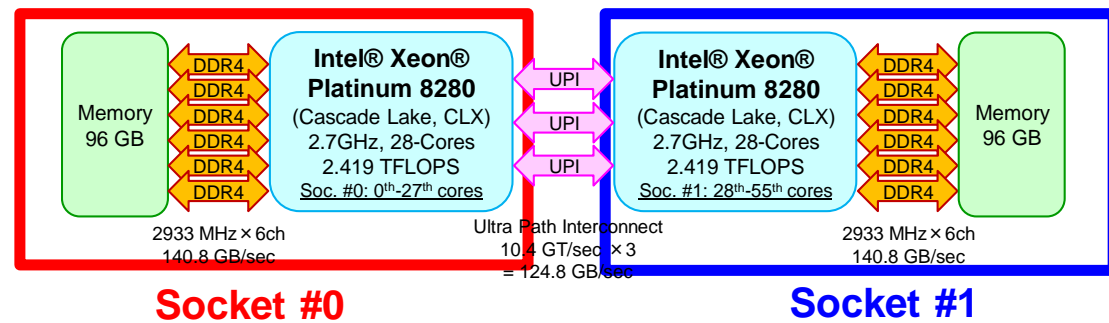 Memory
96 GB
DDR4
DDR4
DDR4
DDR4
DDR4
DDR4
Intel® Xeon®
Platinum 8280
(Cascade Lake, CLX)
2.7GHz, 28-Cores
2.419 TFLOPS
Soc. #0: 0th-27th cores
UPI
UPI
UPI
Intel® Xeon®
Platinum 8280
(Cascade Lake, CLX)
2.7GHz, 28-Cores
2.419 TFLOPS
Soc. #1: 28th-55th cores
DDR4
DDR4
DDR4
DDR4
DDR4
DDR4
Memory
96 GB
2933 MHz×6ch
140.8 GB/sec
Ultra Path Interconnect
10.4 GT/sec ×3
= 124.8 GB/sec
2933 MHz×6ch
140.8 GB/sec
Socket #0
Socket #1